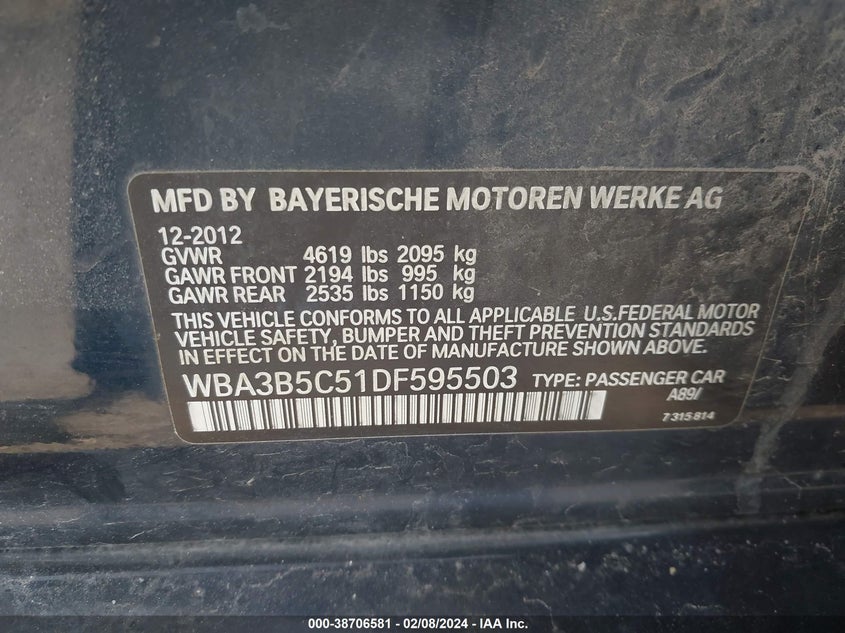 MFD BY BAYERISCHE MOTOREN WERKE AG
12-2012
GVWR 4619 lbs 2095 kg
GAWR FRONT 2194 lbs 995 kg
GAWR REAR 2535 lbs 1150 kg
THIS VEHICLE CONFORMS TO ALL APPLICABLE U.S.FEDERAL MOTOR
VEHICLE SAFETY, BUMPER AND THEFT PREVENTION STANDARDS
IN EFFECT ON THE DATE OF MANUFACTURE SHOWN ABOVE.
WBA3B5C51DF595503 TYPE: PASSENGER CAR
A89/
7 315 814
000-38706581 - 02/08/2024 - IAA Inc.